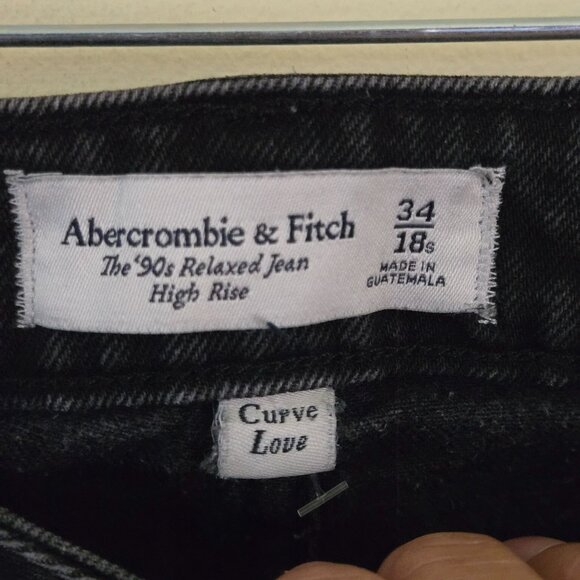 Abercrombie & Fitch
The '90s Relaxed Jean
High Rise
34
18s
MADE IN
GUATEMALA
Curve
Love